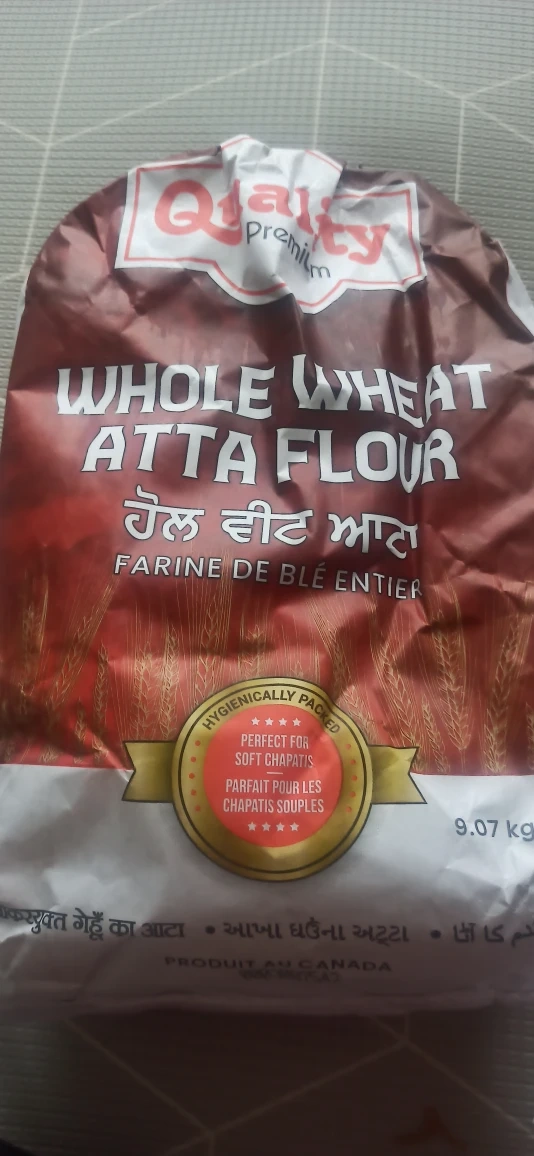 Quality
Premium
WHOLE WHEAT
ATTA FLOUR
ਹੋਲ ਵੀਟ ਆਟਾ
FARINE DE BLÉ ENTIER
HYGIENICALLY PACKED
PERFECT FOR
SOFT CHAPATIS
PARFAIT POUR LES
CHAPATIS SOUPLES
9.07 kg
गेहूँ का आटा • આખા ઘઉંના અટ્ટા •
PRODUIT AU CANADA